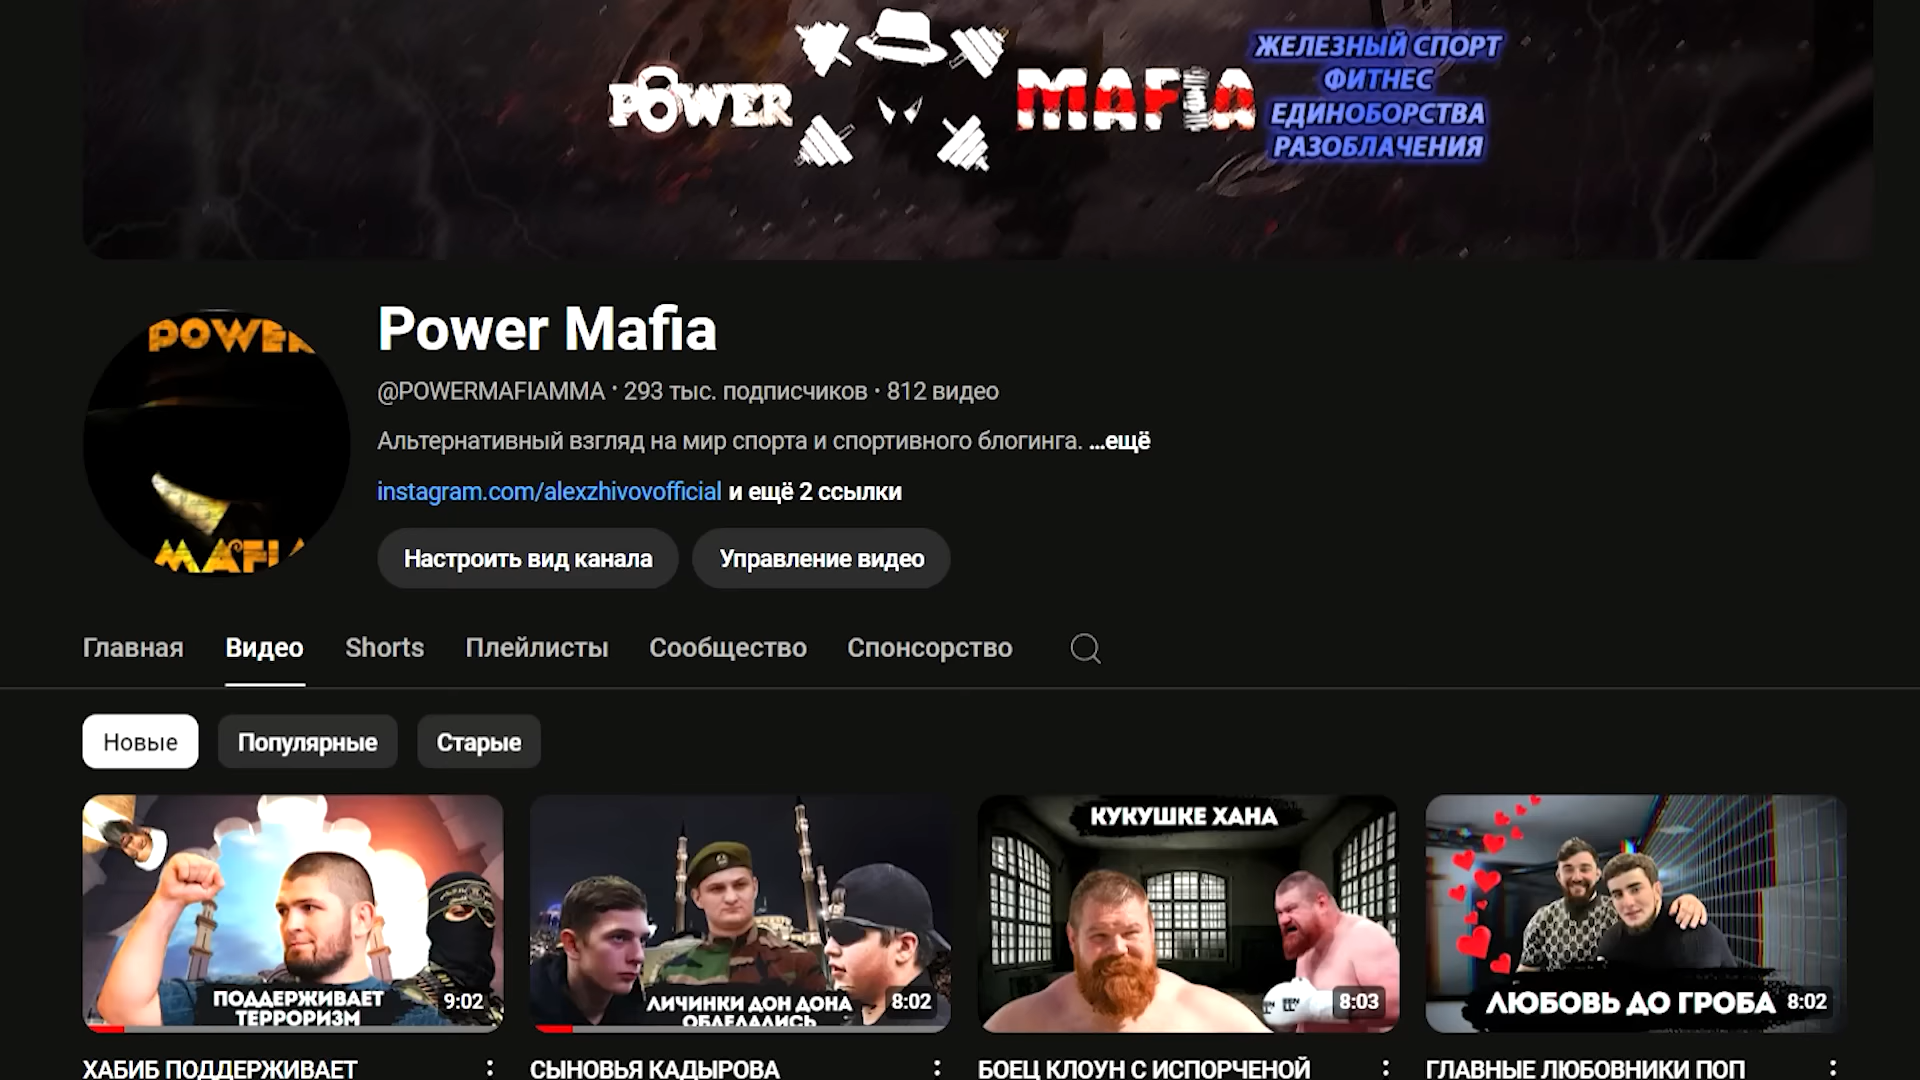 POWER MAFIA
ЖЕЛЕЗНЫЙ СПОРТ
ФИТНЕС
ЕДИНОБОРСТВА
РАЗОБЛАЧЕНИЯ
POWER
MAFIA
Power Mafia
@POWERMAFIAMMA · 293 тыс. подписчиков · 812 видео
Альтернативный взгляд на мир спорта и спортивного блогинга. ...ещё
instagram.com/alexzhivovofficial и ещё 2 ссылки
Настроить вид канала Управление видео
Главная Видео Shorts Плейлисты Сообщество Спонсорство
Новые Популярные Старые
ПОДДЕРЖИВАЕТ
ТЕРРОРИЗМ
9:02
ЛИЧИНКИ ДОН ДОНА
ОБДЕЛАЛИСЬ
8:02
КУКУШКЕ ХАНА
8:03
ЛЮБОВЬ ДО ГРОБА
8:02
ХАБИБ ПОДДЕРЖИВАЕТ
СЫНОВЬЯ КАДЫРОВА
БОЕЦ КЛОУН С ИСПОРЧЕНОЙ
ГЛАВНЫЕ ЛЮБОВНИКИ ПОП